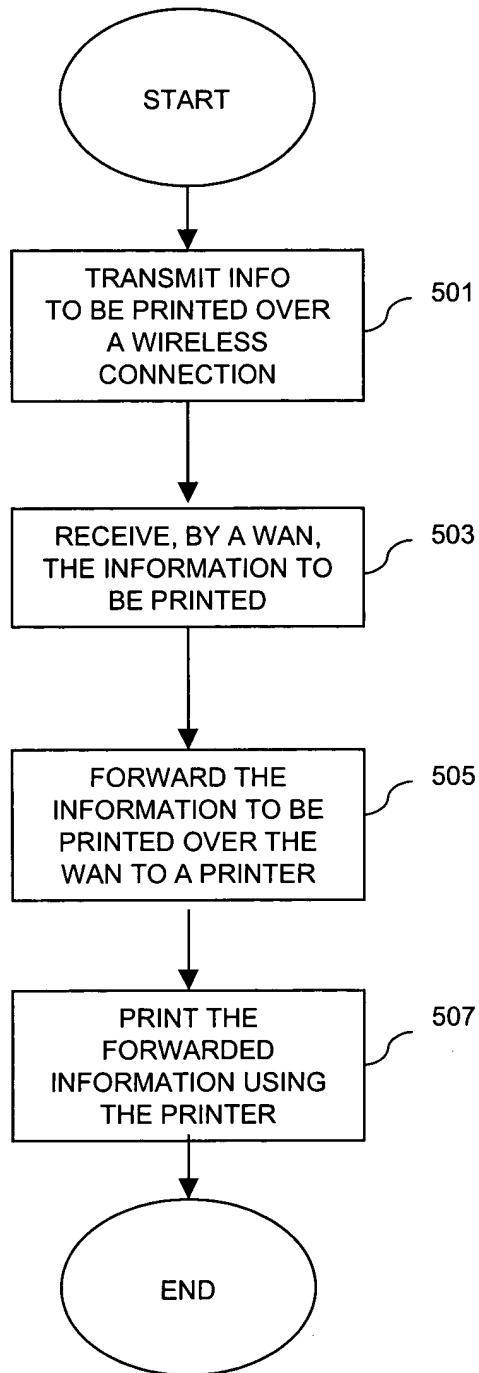 START
TRANSMIT INFO
TO BE PRINTED OVER
A WIRELESS
CONNECTION
501
RECEIVE, BY A WAN,
THE INFORMATION TO
BE PRINTED
503
FORWARD THE
INFORMATION TO BE
PRINTED OVER THE
WAN TO A PRINTER
505
PRINT THE
FORWARDED
INFORMATION USING
THE PRINTER
507
END